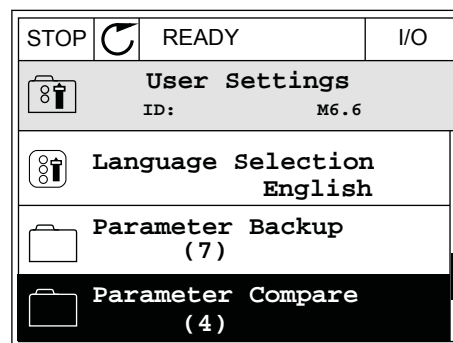 STOP READY I/O
User Settings
ID: M6.6
Language Selection
English
Parameter Backup
(7)
Parameter Compare
(4)